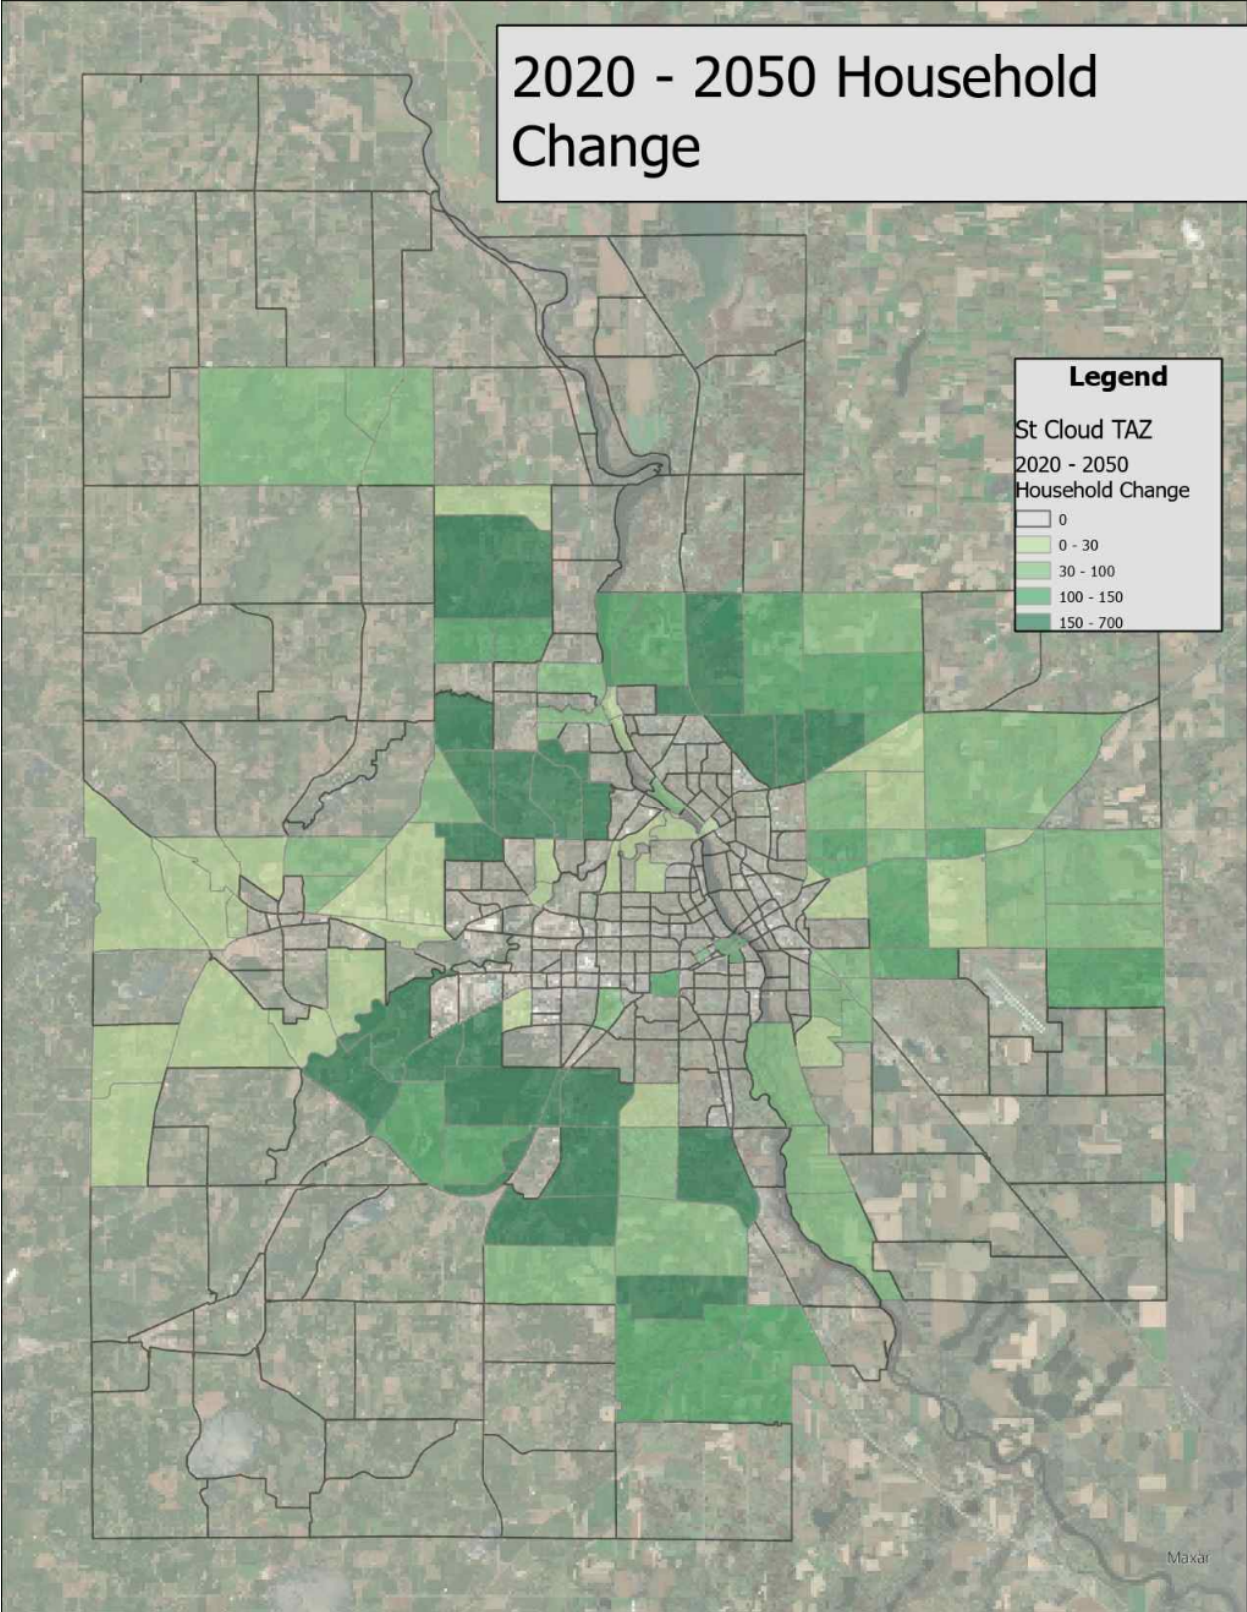 2020 - 2050 Household
Change
Legend
St Cloud TAZ
2020 - 2050
Household Change
0
0 - 30
30 - 100
100 - 150
150 - 700
Maxar